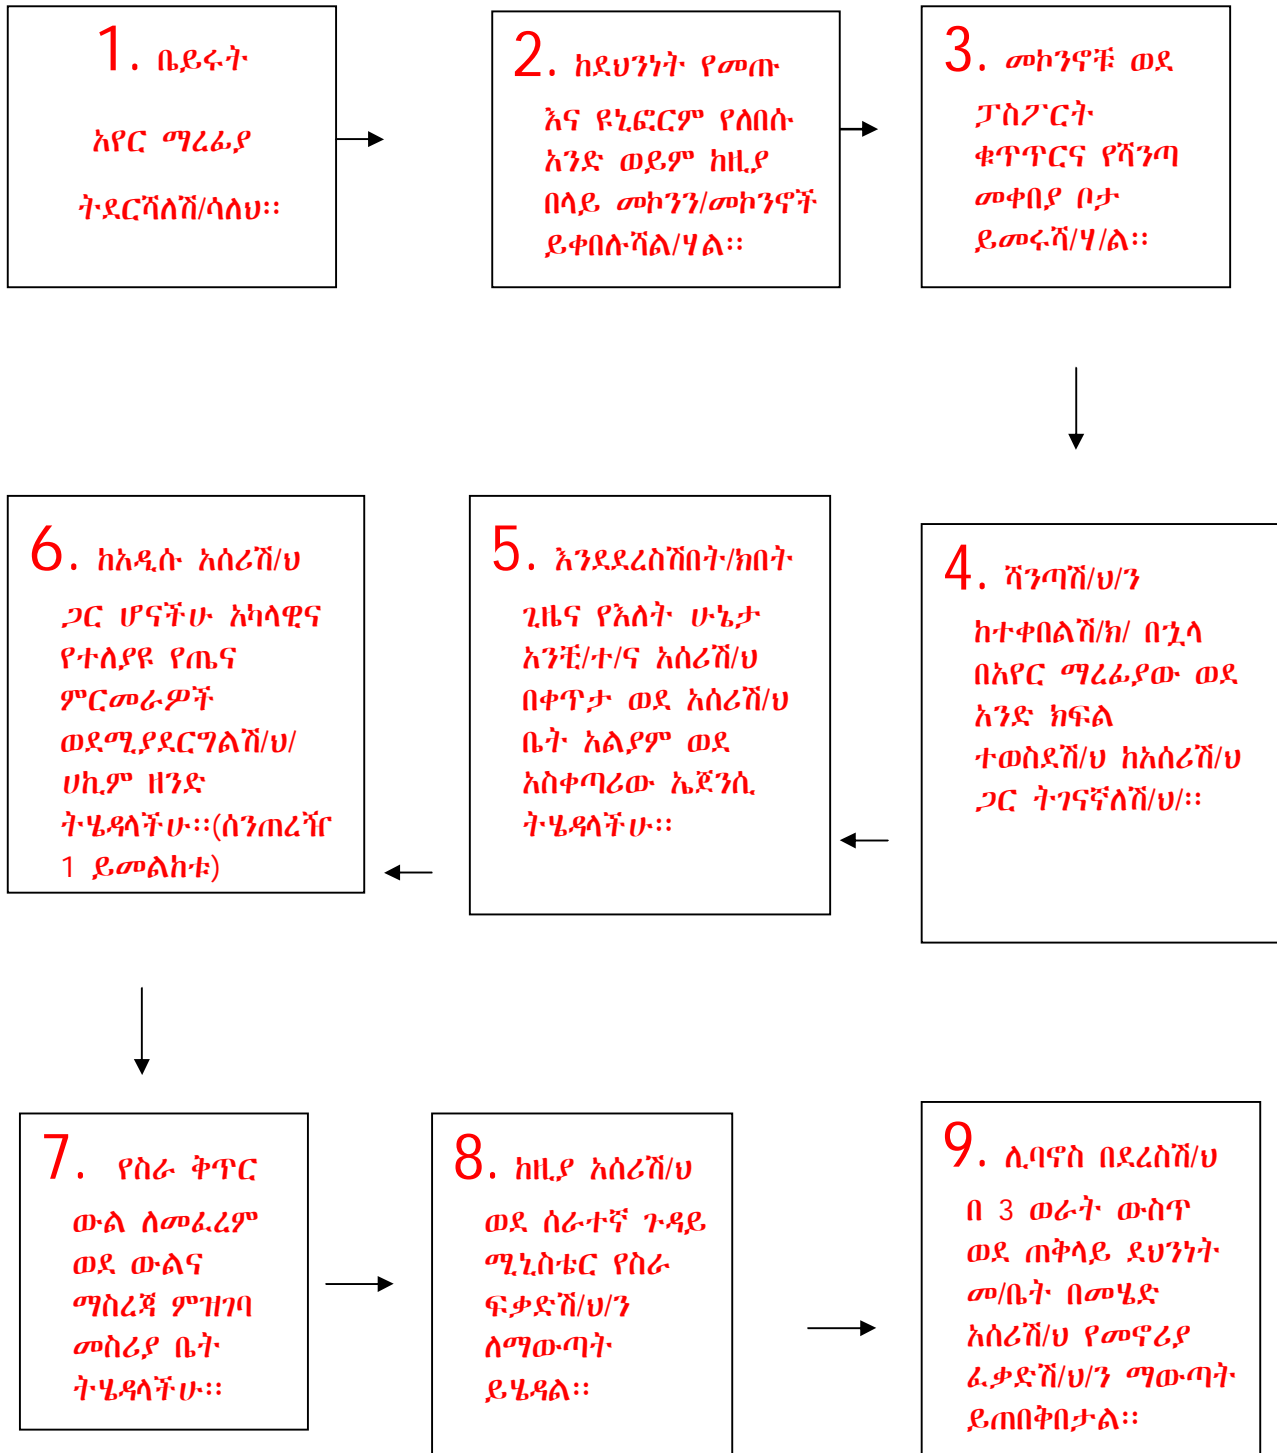 1. ቤይሩት
አየር ማረፊያ
ትደርሻለሽ/ሳለህ፡፡
2. ከደህንነት የመጡ
እና ዩኒፎርም የለበሱ
አንድ ወይም ከዚያ
በላይ መኮንን/መኮንኖች
ይቀበሉሻል/ሃል፡፡
3. መኮንኖቹ ወደ
ፓስፖርት
ቁጥጥርና የሻንጣ
መቀበያ ቦታ
ይመሩሻ/ሃ/ል፡፡
4. ሻንጣሽ/ህ/ን
ከተቀበልሽ/ክ/ በኋላ
በአየር ማረፊያው ወደ
አንድ ክፍል
ተወስደሽ/ህ ከአሰሪሽ/ህ
ጋር ትገናኛለሽ/ህ/፡፡
5. እንደደረስሽበት/ክበት
ጊዜና የእለት ሁኔታ
አንቺ/ተ/ና አሰሪሽ/ህ
በቀጥታ ወደ አሰሪሽ/ህ
ቤት አልያም ወደ
አስቀጣሪው ኤጀንሲ
ትሄዳላችሁ፡፡
6. ከአዲሱ አሰሪሽ/ህ
ጋር ሆናችሁ አካላዊና
የተለያዩ የጤና
ምርመራዎች
ወደሚያደርግልሽ/ህ/
ሀኪም ዘንድ
ትሄዳላችሁ፡፡(ሰንጠረዥ
1 ይመልከቱ)
7. የስራ ቅጥር
ውል ለመፈረም
ወደ ውልና
ማስረጃ ምዝገባ
መስሪያ ቤት
ትሄዳላችሁ፡፡
8. ከዚያ አሰሪሽ/ህ
ወደ ሰራተኛ ጉዳይ
ሚኒስቴር የስራ
ፍቃድሽ/ህ/ን
ለማውጣት
ይሄዳል፡፡
9. ሊባኖስ በደረስሽ/ህ
በ 3 ወራት ውስጥ
ወደ ጠቅላይ ደህንነት
መ/ቤት በመሄድ
አሰሪሽ/ህ የመኖሪያ
ፈቃድሽ/ህ/ን ማውጣት
ይጠበቅበታል፡፡